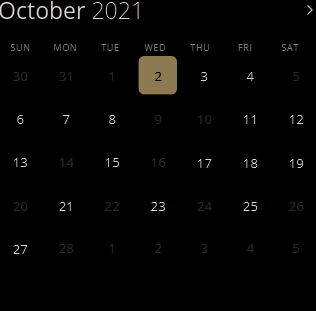 October 2021
SUN MON TUE WED THU FRI SAT
30 31 1 2 3 4 5
6 7 8 9 10 11 12
13 14 15 16 17 18 19
20 21 22 23 24 25 26
27 28 1 2 3 4 5